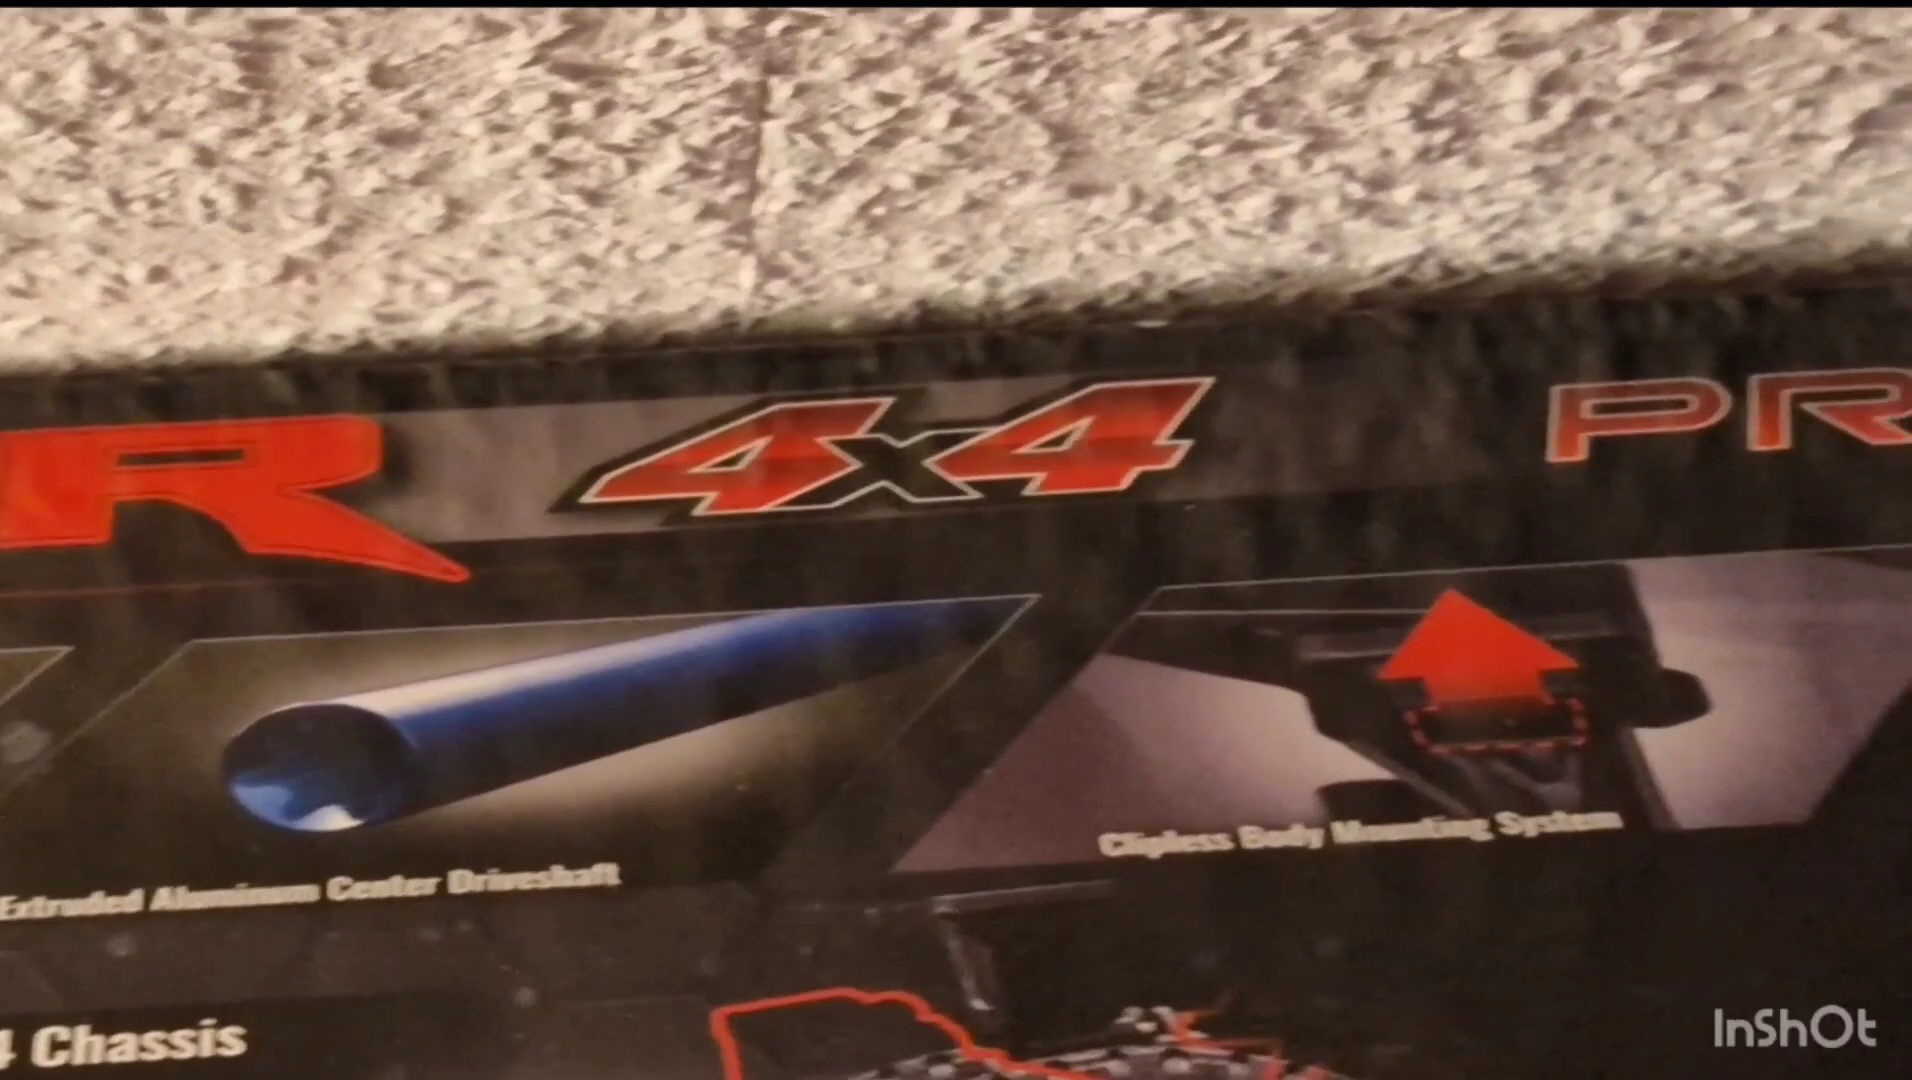 R 4x4 PR
Extruded Aluminum Center Driveshaft
Clipless Body Mounting System
4 Chassis
InShOt